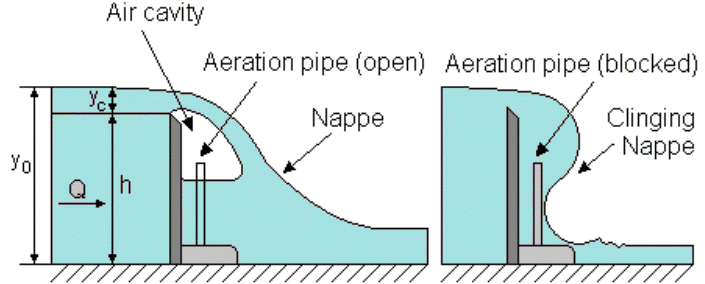 Air cavity
Aeration pipe (open)
Nappe
yc
y0
Q
h
Aeration pipe (blocked)
Clinging
Nappe